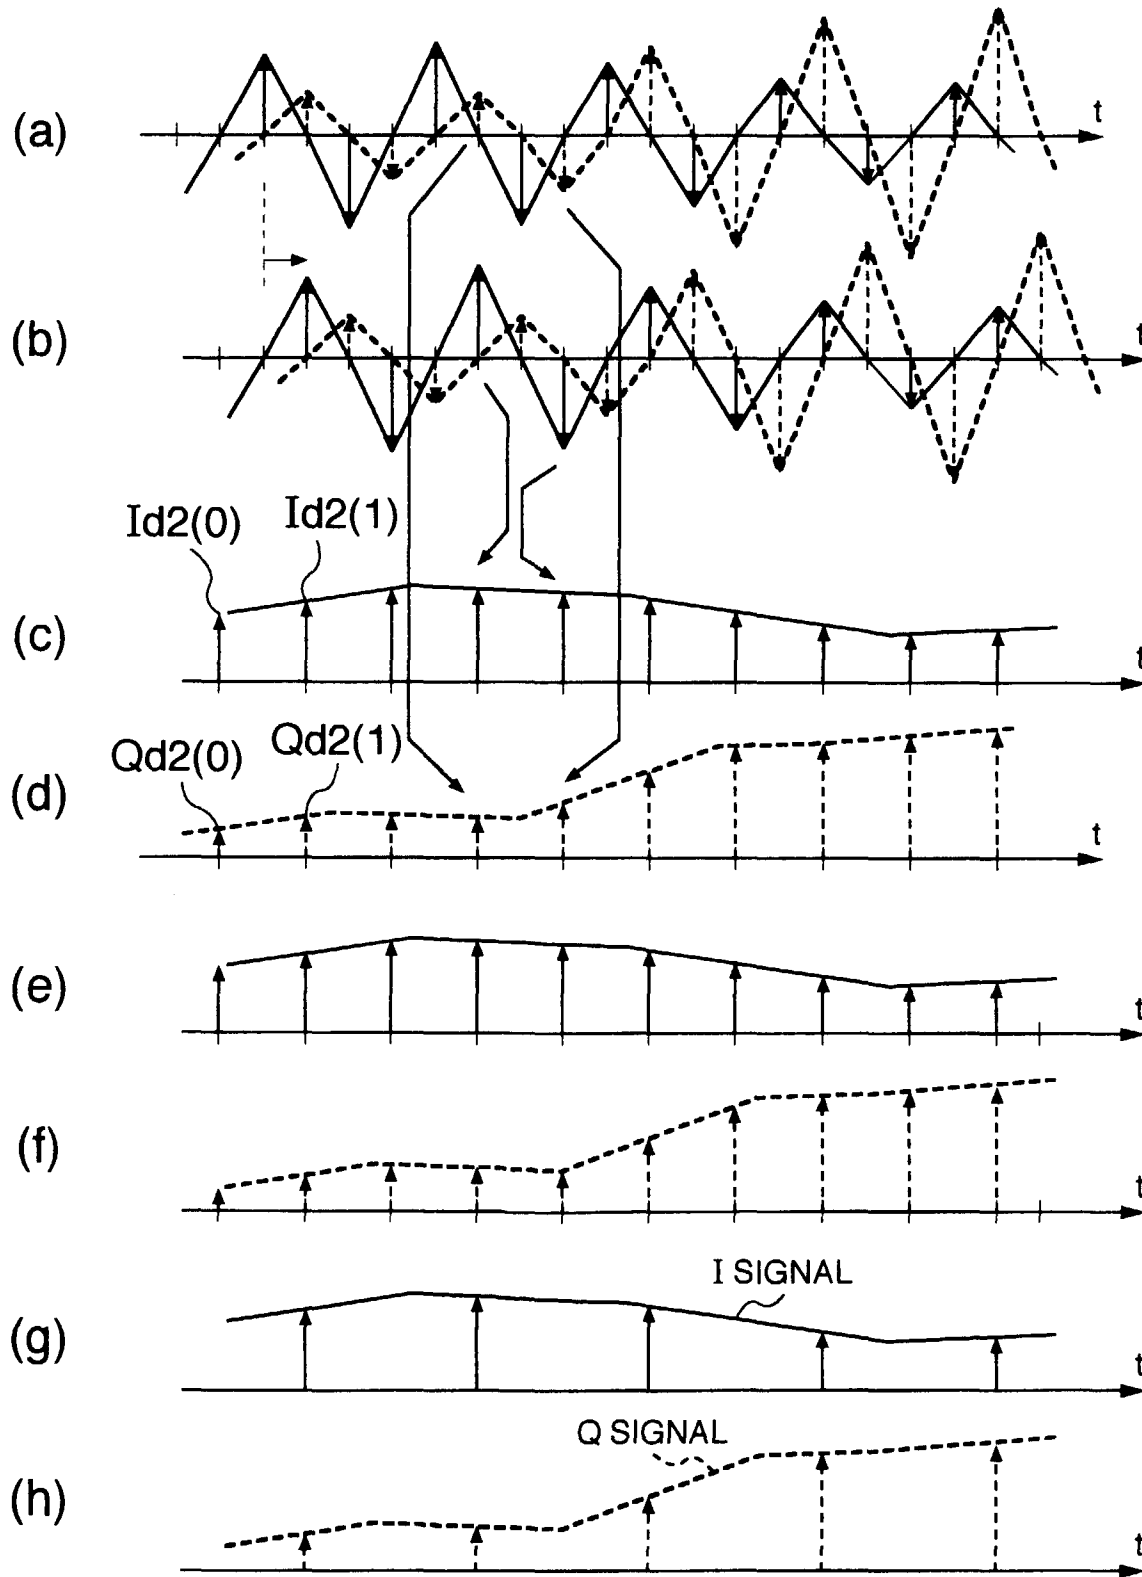 (a)
t
(b)
t
Id2(0)
Id2(1)
(c)
t
Qd2(0)
Qd2(1)
(d)
t
(e)
t
(f)
t
I SIGNAL
(g)
t
Q SIGNAL
(h)
t